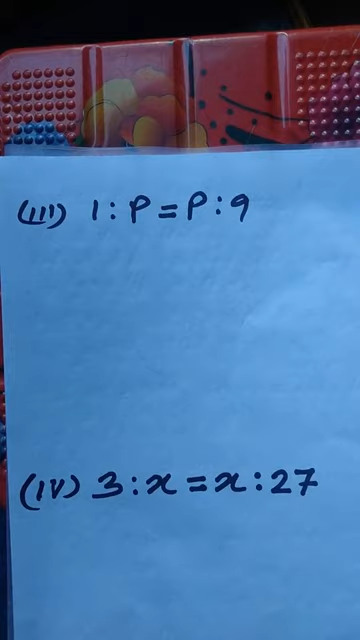 (III) 1 : P = P : 9
(IV) 3 : x = x : 27